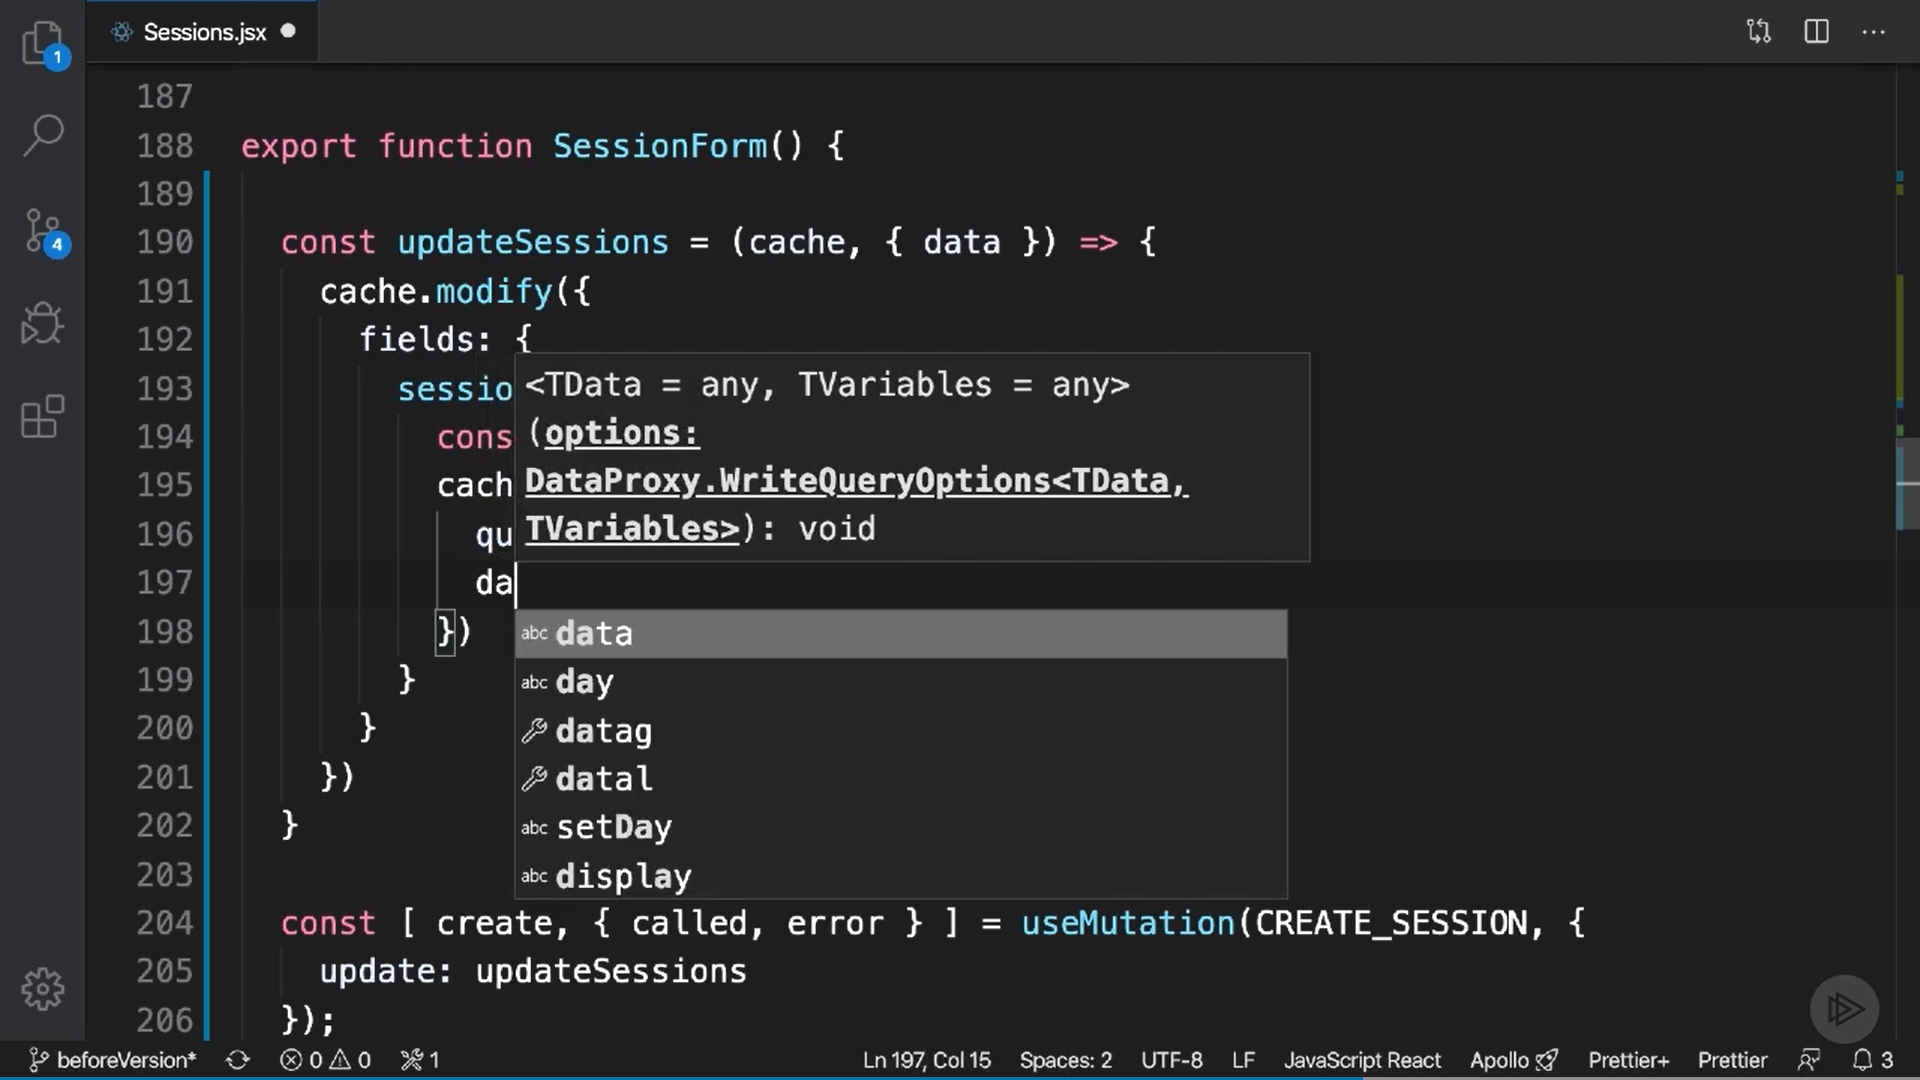 1
4
Sessions.jsx
187
188 export function SessionForm() {
189
190 const updateSessions = (cache, { data }) => {
191 cache.modify({
192 fields: {
193 sessio
194 cons
195 cach
196 qu
197 da
198 })
199 }
200 }
201 })
202 }
203
204 const [ create, { called, error } ] = useMutation(CREATE_SESSION, {
205 update: updateSessions
206 });
<TData = any, TVariables = any>
(options:
DataProxy.WriteQueryOptions<TData,
TVariables>): void
abc data
abc day
datag
datal
abc setDay
abc display
beforeVersion* 0 0 1 Ln 197, Col 15 Spaces: 2 UTF-8 LF JavaScript React Apollo Prettier+ Prettier 3